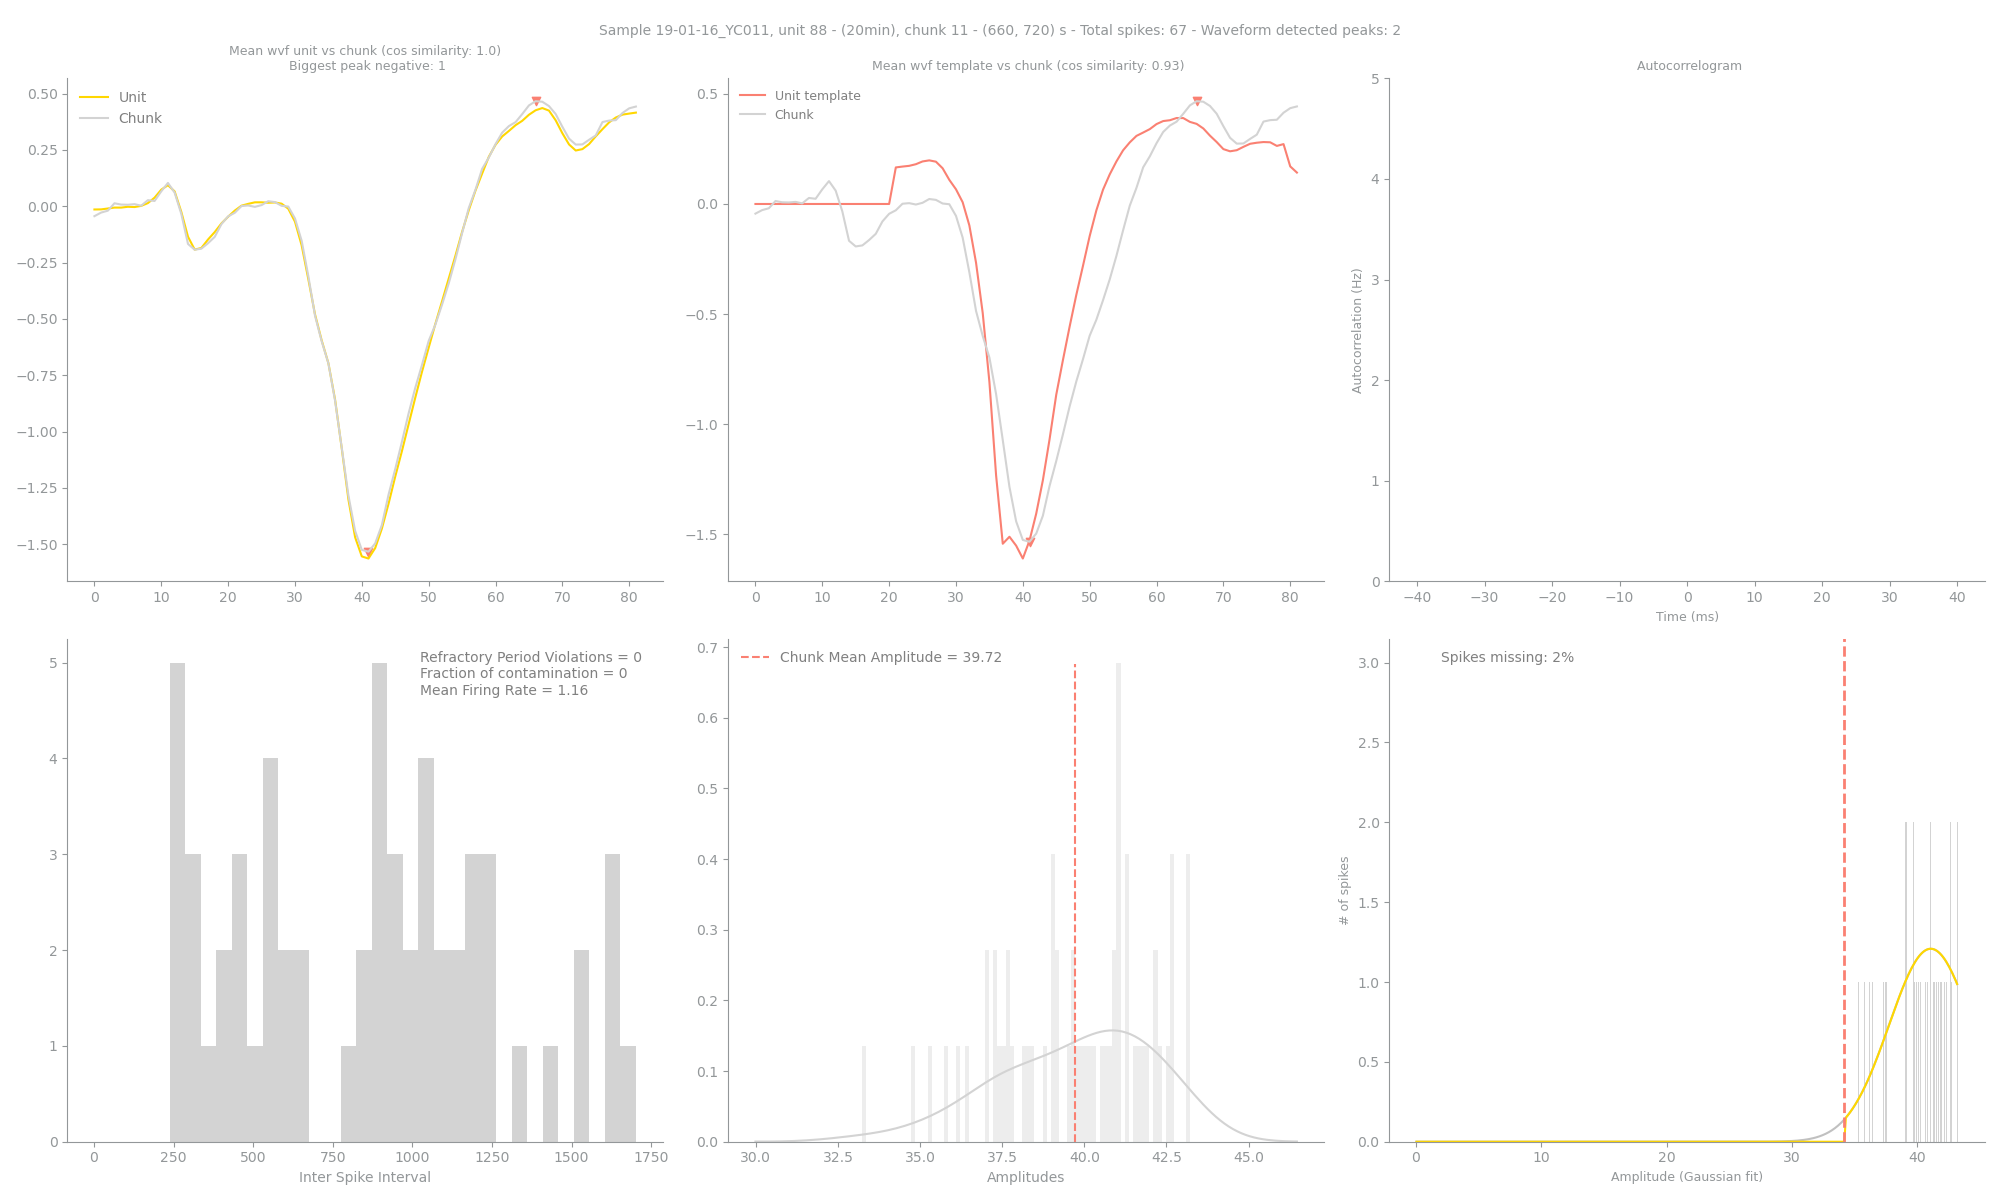 Sample 19-01-16_YC011, unit 88 - (20min), chunk 11 - (660, 720) s - Total spikes: 67 - Waveform detected peaks: 2
Mean wvf unit vs chunk (cos similarity: 1.0)
Biggest peak negative: 1
Unit
Chunk
0.50
0.25
0.00
−0.25
−0.50
−0.75
−1.00
−1.25
−1.50
0 10 20 30 40 50 60 70 80
Mean wvf template vs chunk (cos similarity: 0.93)
Unit template
Chunk
0.5
0.0
−0.5
−1.0
−1.5
0 10 20 30 40 50 60 70 80
Autocorrelogram
Autocorrelation (Hz)
5
4
3
2
1
0
−40 −30 −20 −10 0 10 20 30 40
Time (ms)
Refractory Period Violations = 0
Fraction of contamination = 0
Mean Firing Rate = 1.16
5
4
3
2
1
0
0 250 500 750 1000 1250 1500 1750
Inter Spike Interval
Chunk Mean Amplitude = 39.72
0.7
0.6
0.5
0.4
0.3
0.2
0.1
0.0
30.0 32.5 35.0 37.5 40.0 42.5 45.0
Amplitudes
Spikes missing: 2%
# of spikes
3.0
2.5
2.0
1.5
1.0
0.5
0.0
0 10 20 30 40
Amplitude (Gaussian fit)